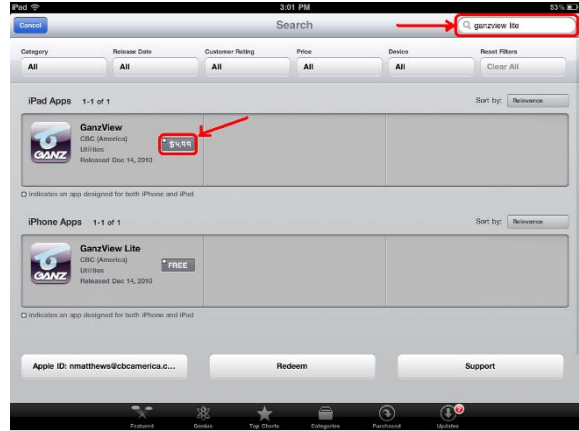 iPad 3:01 PM 53%
Cancel Search ganzview lite
Category Release Date Customer Rating Price Device Reset Filters
All All All All All Clear All
iPad Apps 1-1 of 1 Sort by: Relevance
GanzView
CBC (America)
Utilities
Released Dec 14, 2010
$4.99
GANZ
indicates an app designed for both iPhone and iPad
iPhone Apps 1-1 of 1 Sort by: Relevance
GanzView Lite
CBC (America)
Utilities
Released Dec 14, 2010
FREE
GANZ
indicates an app designed for both iPhone and iPad
Apple ID: nmatthews@cbcamerica.c... Redeem Support
Featured Genius Top Charts Categories Purchased Updates